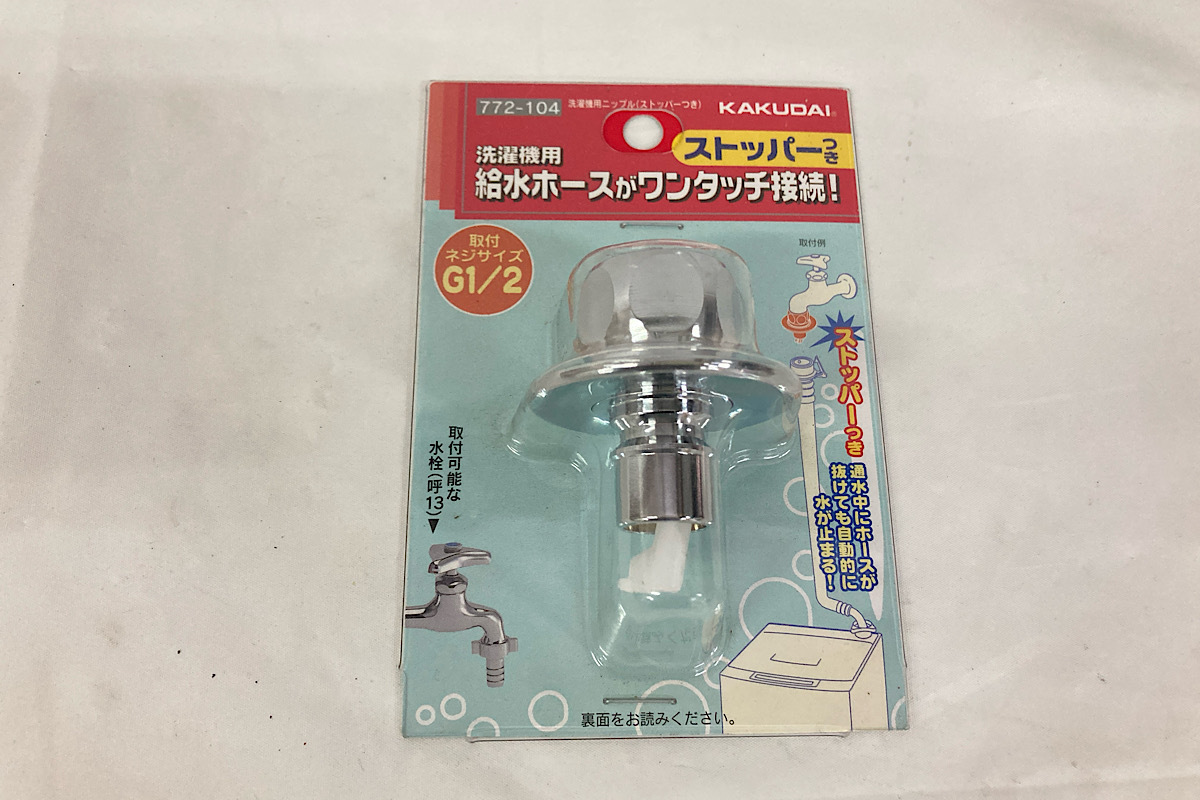 772-104
洗濯機用ニップル(ストッパーつき)
KAKUDAI®
ストッパーつき
洗濯機用
給水ホースがワンタッチ接続!
取付
ネジサイズ
G1/2
取付例
ストッパーつき
通水中にホースが
抜けても自動的に
水が止まる!
取付可能な
水栓(呼13)▼
裏面をお読みください。